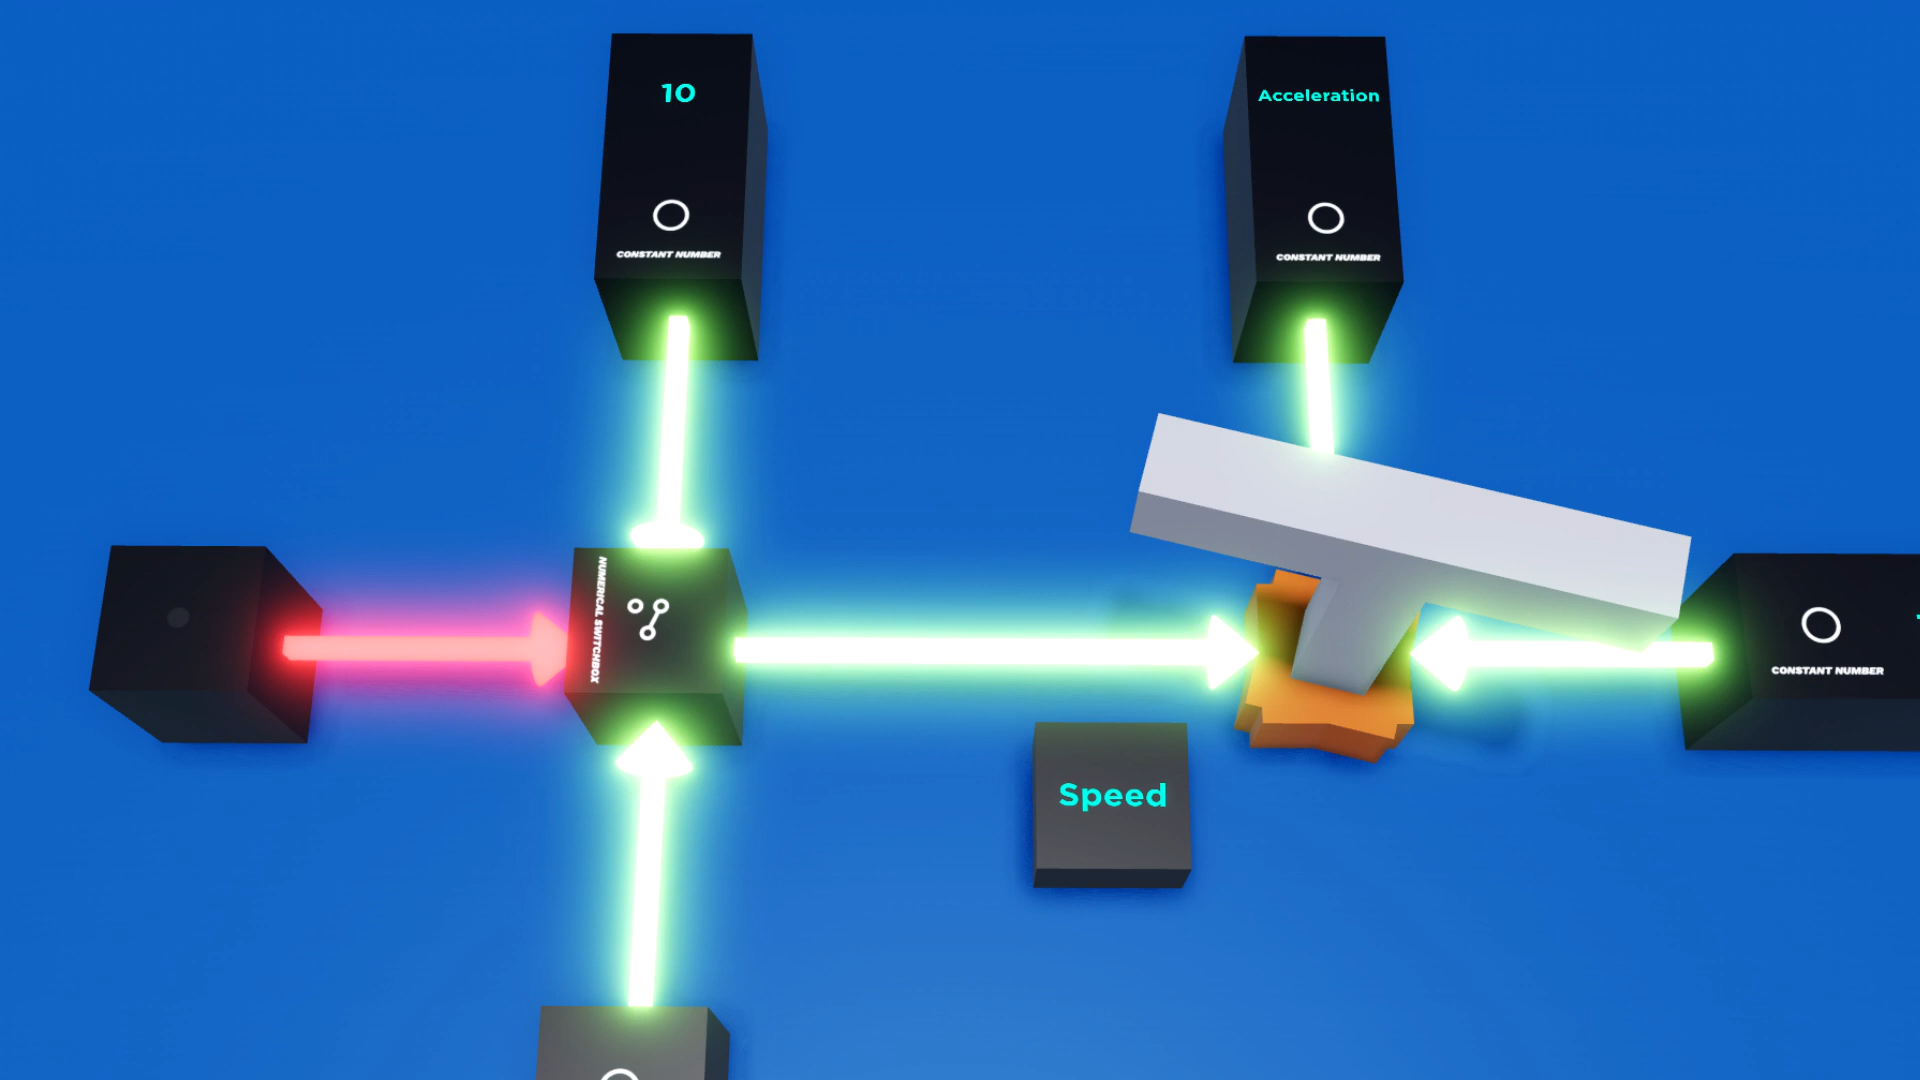 10
CONSTANT NUMBER
Acceleration
CONSTANT NUMBER
NUMERICAL SWITCHBOX
CONSTANT NUMBER
Speed